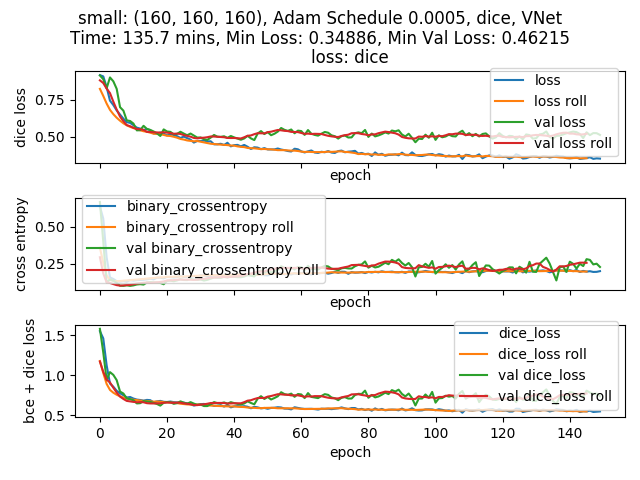 small: (160, 160, 160), Adam Schedule 0.0005, dice, VNet
Time: 135.7 mins, Min Loss: 0.34886, Min Val Loss: 0.46215
loss: dice
dice loss
0.75
0.50
loss
loss roll
val loss
val loss roll
epoch
cross entropy
0.50
0.25
binary_crossentropy
binary_crossentropy roll
val binary_crossentropy
val binary_crossentropy roll
epoch
bce + dice loss
1.5
1.0
0.5
dice_loss
dice_loss roll
val dice_loss
val dice_loss roll
0 20 40 60 80 100 120 140
epoch